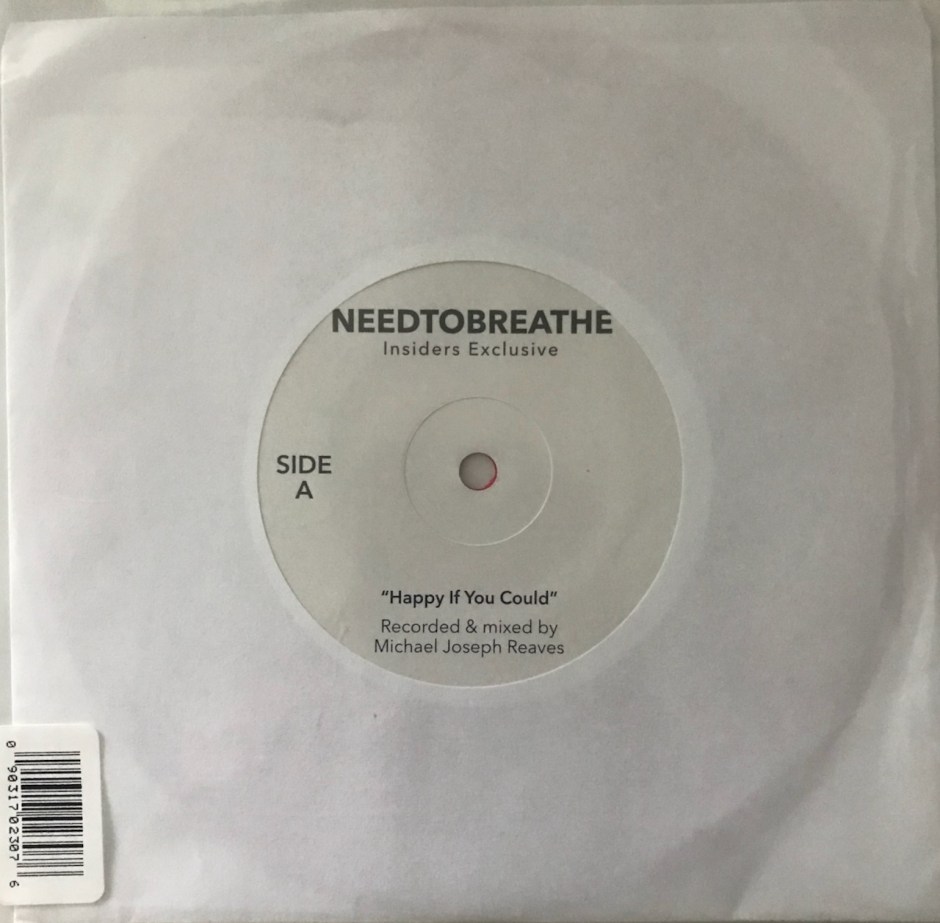 NEEDTOBREATHE
Insiders Exclusive
SIDE
A
“Happy If You Could”
Recorded & mixed by
Michael Joseph Reaves
0 90317 02307 6